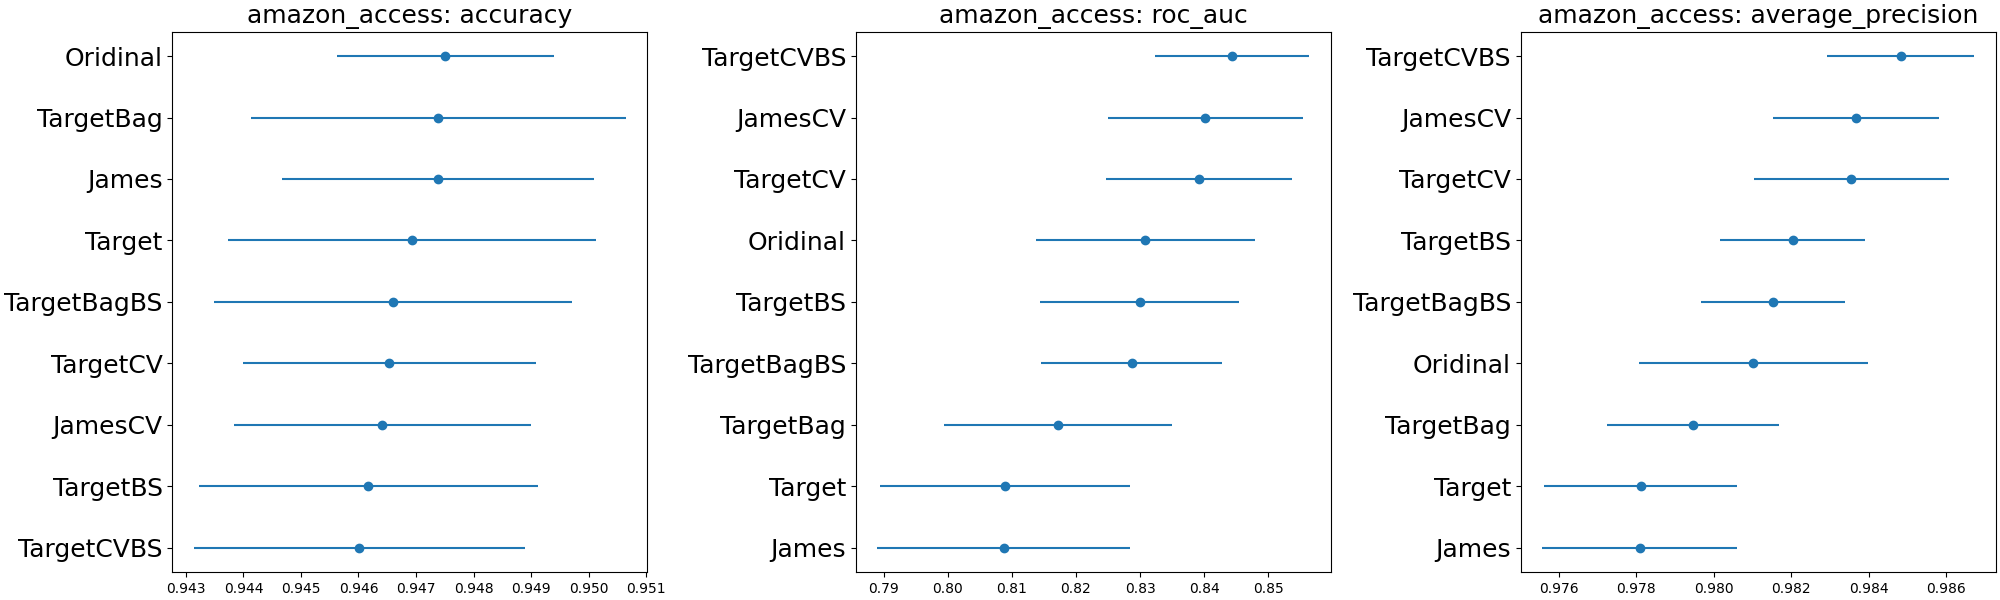 amazon_access: accuracy
Oridinal
TargetBag
James
Target
TargetBagBS
TargetCV
JamesCV
TargetBS
TargetCVBS
0.943 0.944 0.945 0.946 0.947 0.948 0.949 0.950 0.951
amazon_access: roc_auc
TargetCVBS
JamesCV
TargetCV
Oridinal
TargetBS
TargetBagBS
TargetBag
Target
James
0.79 0.80 0.81 0.82 0.83 0.84 0.85
amazon_access: average_precision
TargetCVBS
JamesCV
TargetCV
TargetBS
TargetBagBS
Oridinal
TargetBag
Target
James
0.976 0.978 0.980 0.982 0.984 0.986